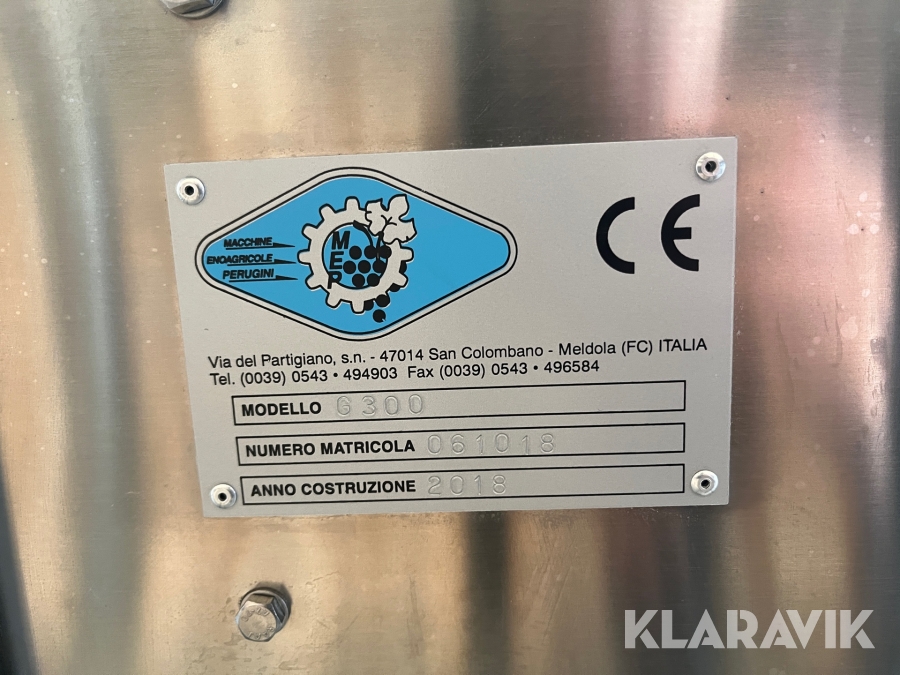 MACCHINE
ENOAGRICOLE
PERUGINI
MEP
CE
Via del Partigiano, s.n. - 47014 San Colombano - Meldola (FC) ITALIA
Tel. (0039) 0543 • 494903 Fax (0039) 0543 • 496584
MODELLO G300
NUMERO MATRICOLA 061018
ANNO COSTRUZIONE 2018
KLARAVIK